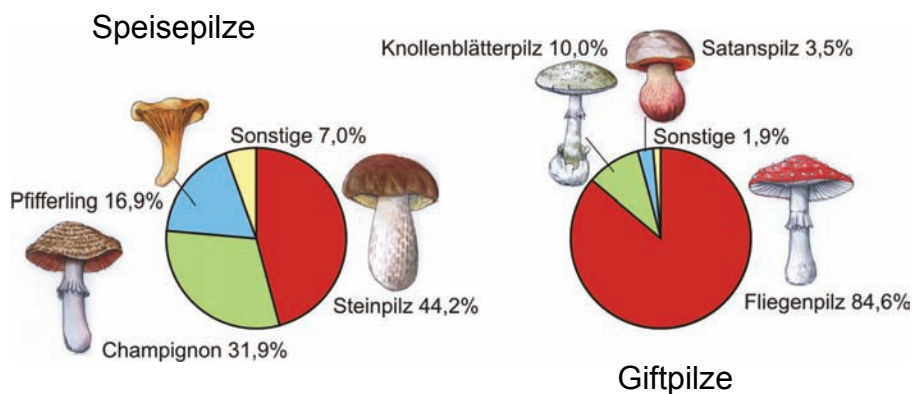 Speisepilze
Sonstige 7,0%
Pfifferling 16,9%
Steinpilz 44,2%
Champignon 31,9%
Knollenblätterpilz 10,0%
Satanspilz 3,5%
Sonstige 1,9%
Fliegenpilz 84,6%
Giftpilze